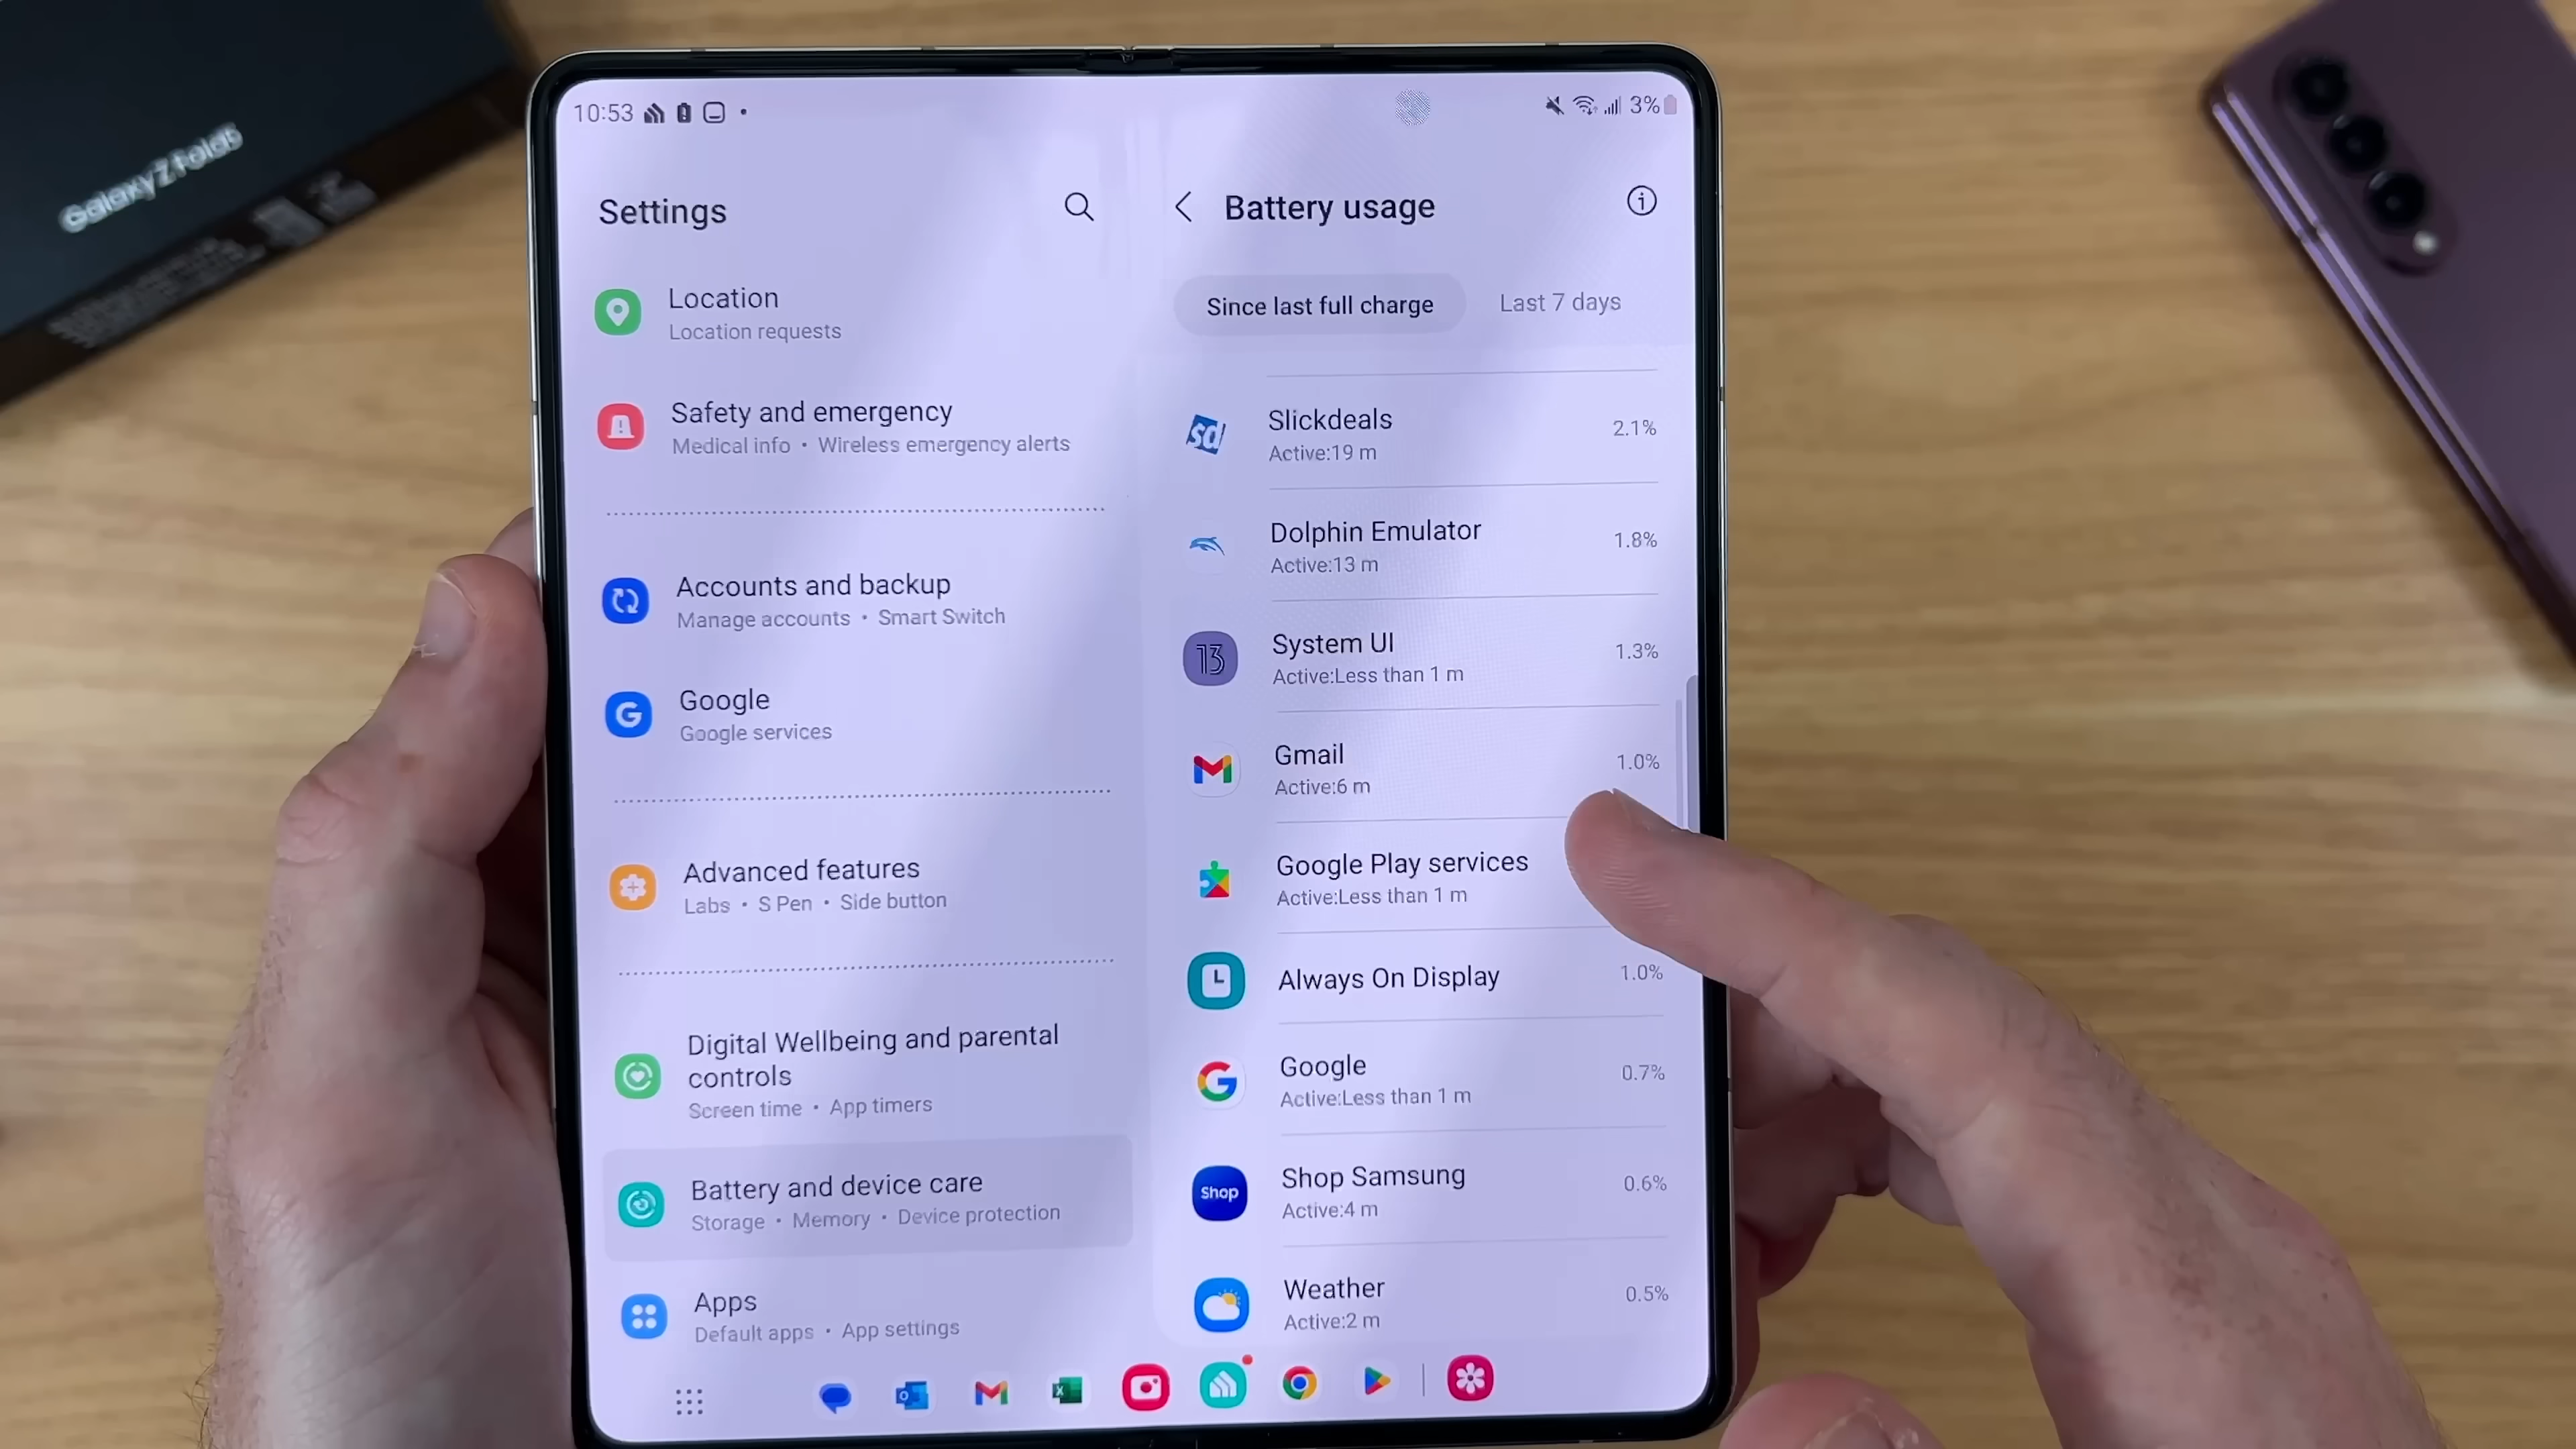 Galaxy Z Fold5
10:53
3%
Settings
Location
Location requests
Safety and emergency
Medical info • Wireless emergency alerts
Accounts and backup
Manage accounts • Smart Switch
G
Google
Google services
Advanced features
Labs • S Pen • Side button
Digital Wellbeing and parental
controls
Screen time • App timers
Battery and device care
Storage • Memory • Device protection
Apps
Default apps • App settings
Battery usage
Since last full charge
Last 7 days
sd
Slickdeals
2.1%
Active:19 m
Dolphin Emulator
1.8%
Active:13 m
13
System UI
1.3%
Active:Less than 1 m
Gmail
1.0%
Active:6 m
Google Play services
Active:Less than 1 m
Always On Display
1.0%
G
Google
0.7%
Active:Less than 1 m
Shop
Shop Samsung
0.6%
Active:4 m
Weather
0.5%
Active:2 m